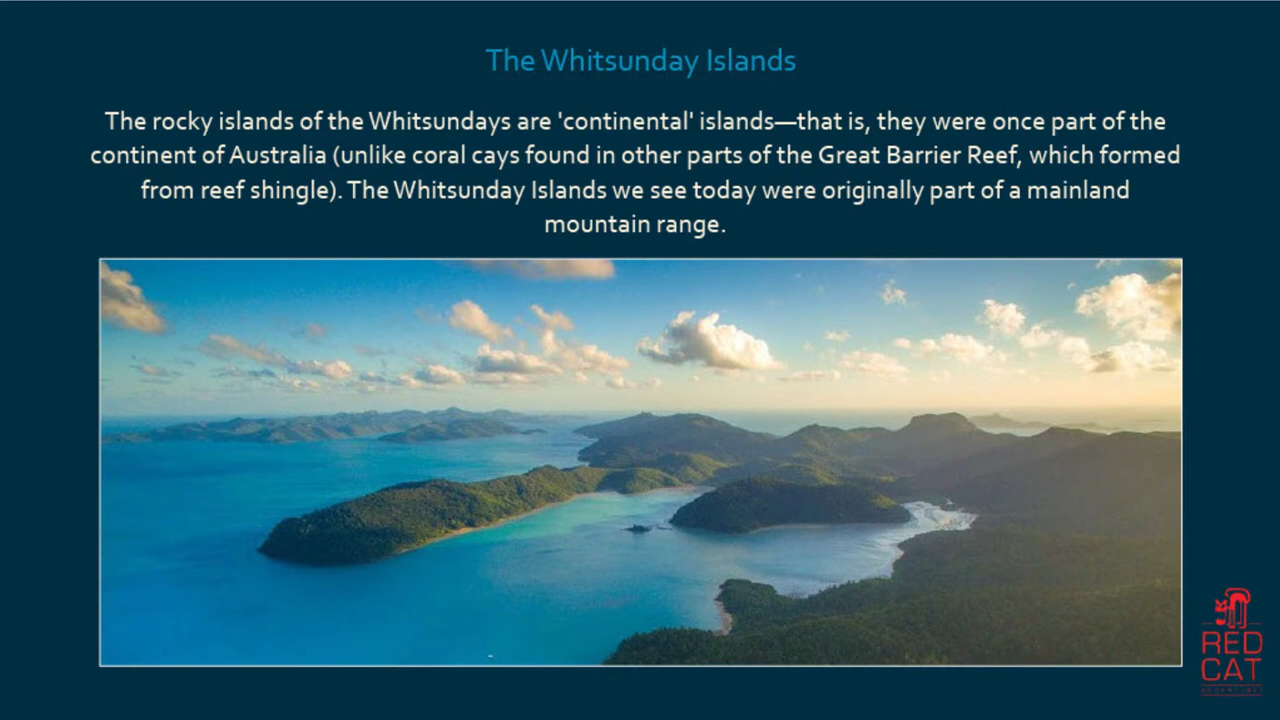 The Whitsunday Islands
The rocky islands of the Whitsundays are 'continental' islands—that is, they were once part of the
continent of Australia (unlike coral cays found in other parts of the Great Barrier Reef, which formed
from reef shingle). The Whitsunday Islands we see today were originally part of a mainland
mountain range.
RED
CAT